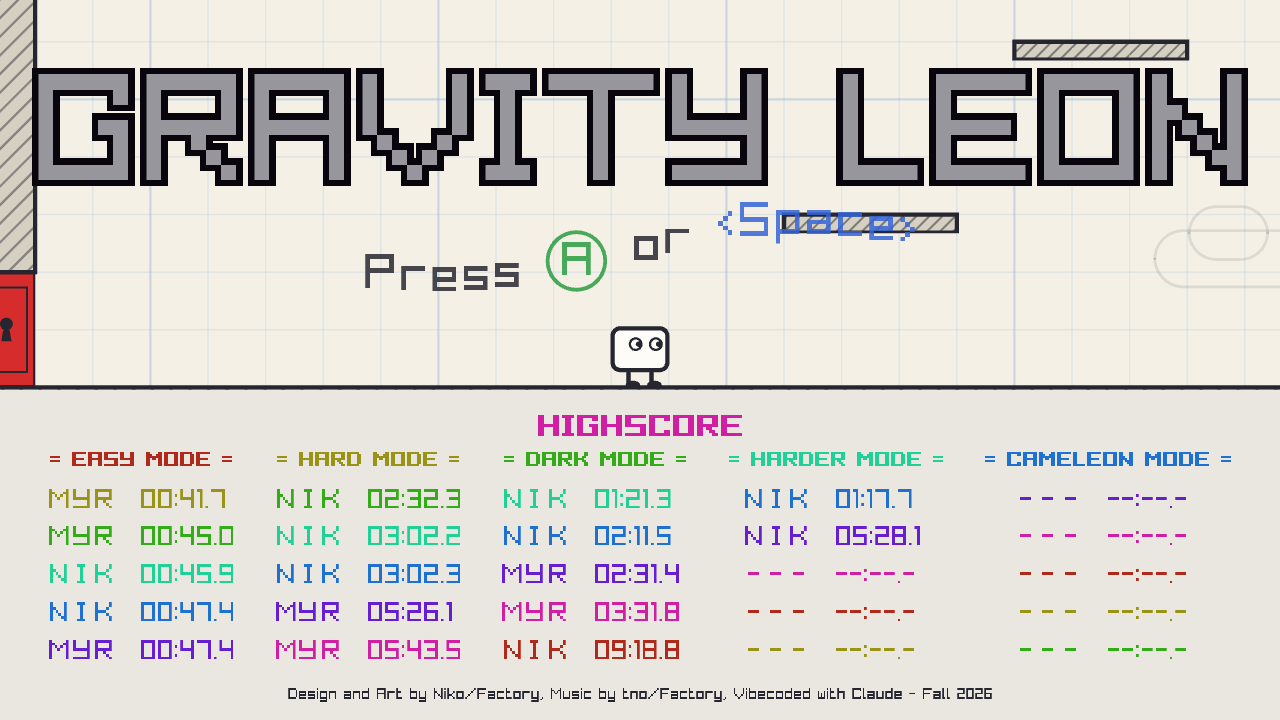 GRAVITY LEON
Press A or <Space>
HIGHSCORE
= EASY MODE = = HARD MODE = = DARK MODE = = HARDER MODE = = CAMELEON MODE =
MYR 00:41.7 NIK 02:32.3 NIK 01:21.3 NIK 01:17.7 - - - --:--.-
MYR 00:45.0 NIK 03:02.2 NIK 02:11.5 NIK 05:28.1 - - - --:--.-
NIK 00:45.9 NIK 03:02.3 MYR 02:31.4 - - - --:--.- - - - --:--.-
NIK 00:47.4 MYR 05:26.1 MYR 03:31.8 - - - --:--.- - - - --:--.-
MYR 00:47.4 MYR 05:43.5 NIK 09:18.8 - - - --:--.- - - - --:--.-
Design and Art by Niko/Factory, Music by tno/Factory, Vibecoded with Claude - Fall 2026